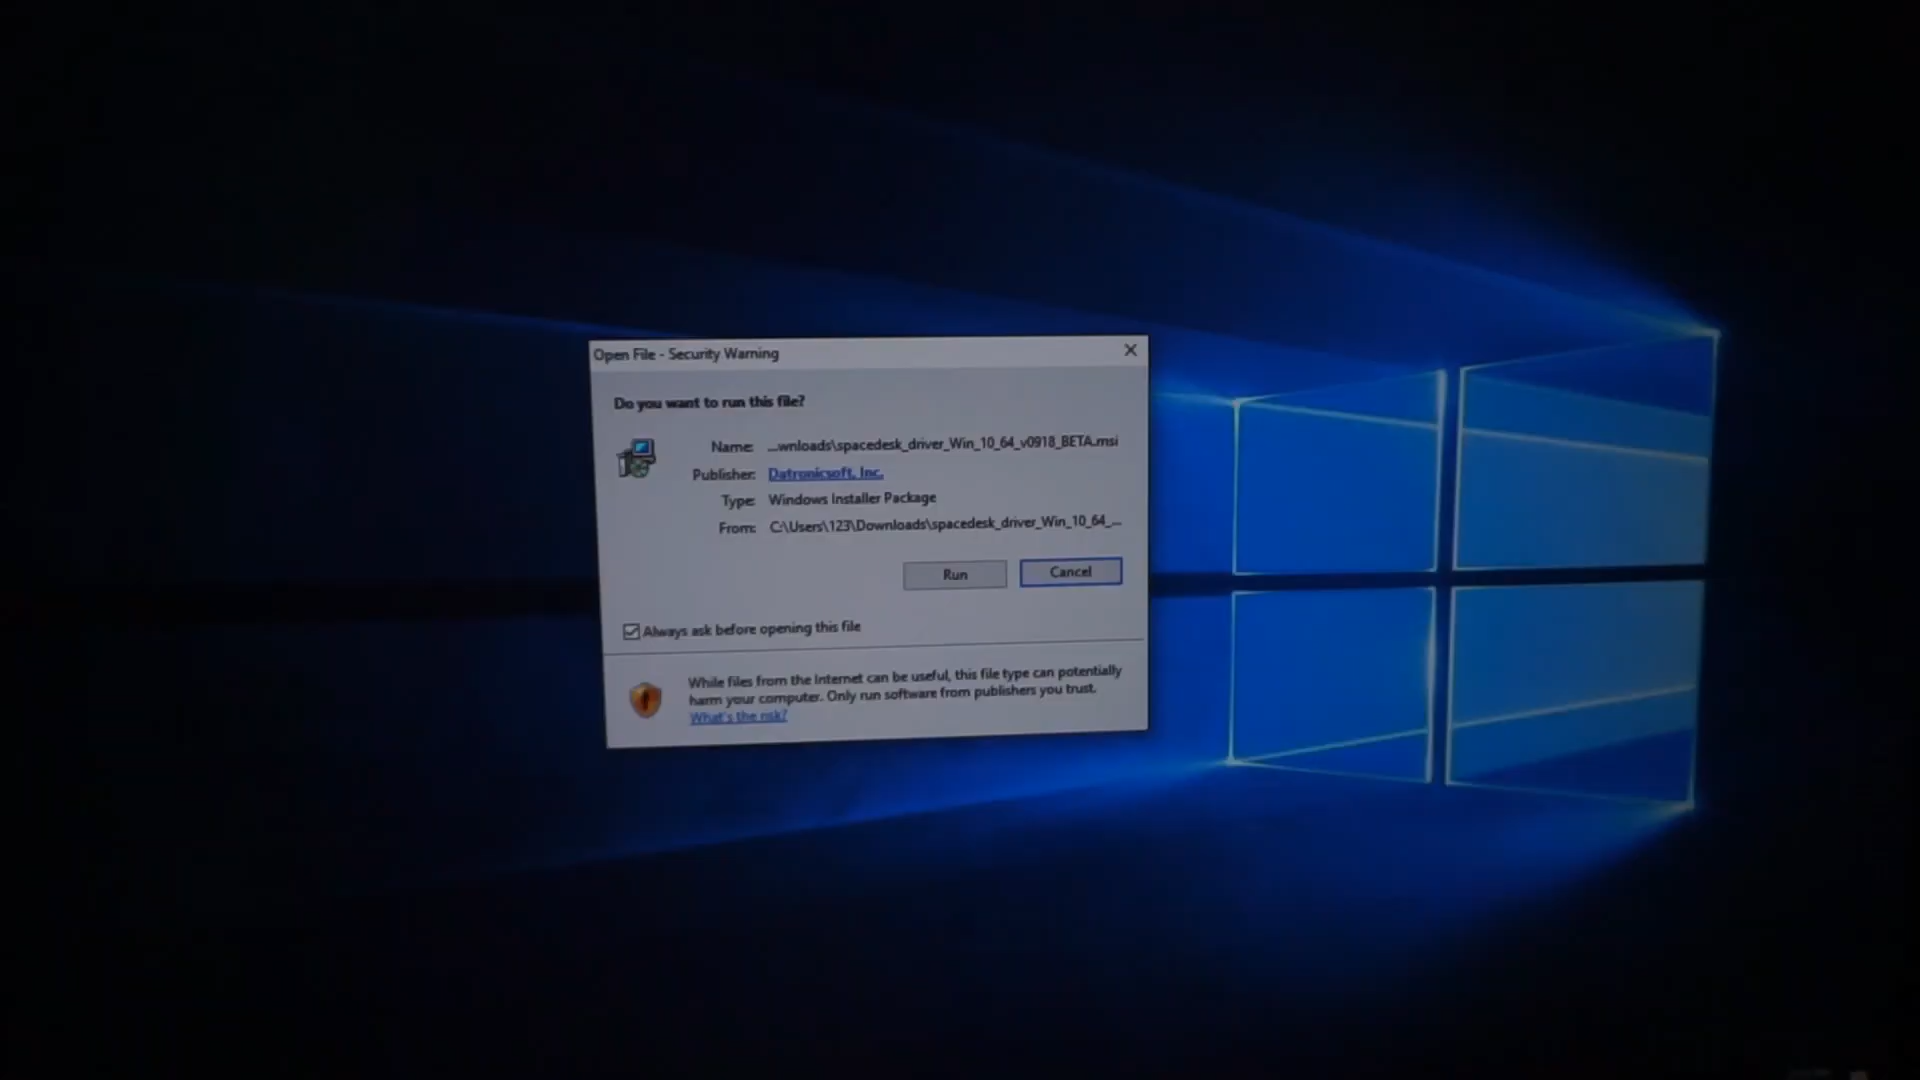 Open File - Security Warning
Do you want to run this file?
Name: ...wnloads\spacedesk_driver_Win_10_64_v0918_BETA.msi
Publisher: Datronicsoft, Inc.
Type: Windows Installer Package
From: C:\Users\123\Downloads\spacedesk_driver_Win_10_64_...
Run Cancel
Always ask before opening this file
While files from the Internet can be useful, this file type can potentially
harm your computer. Only run software from publishers you trust.
What's the risk?